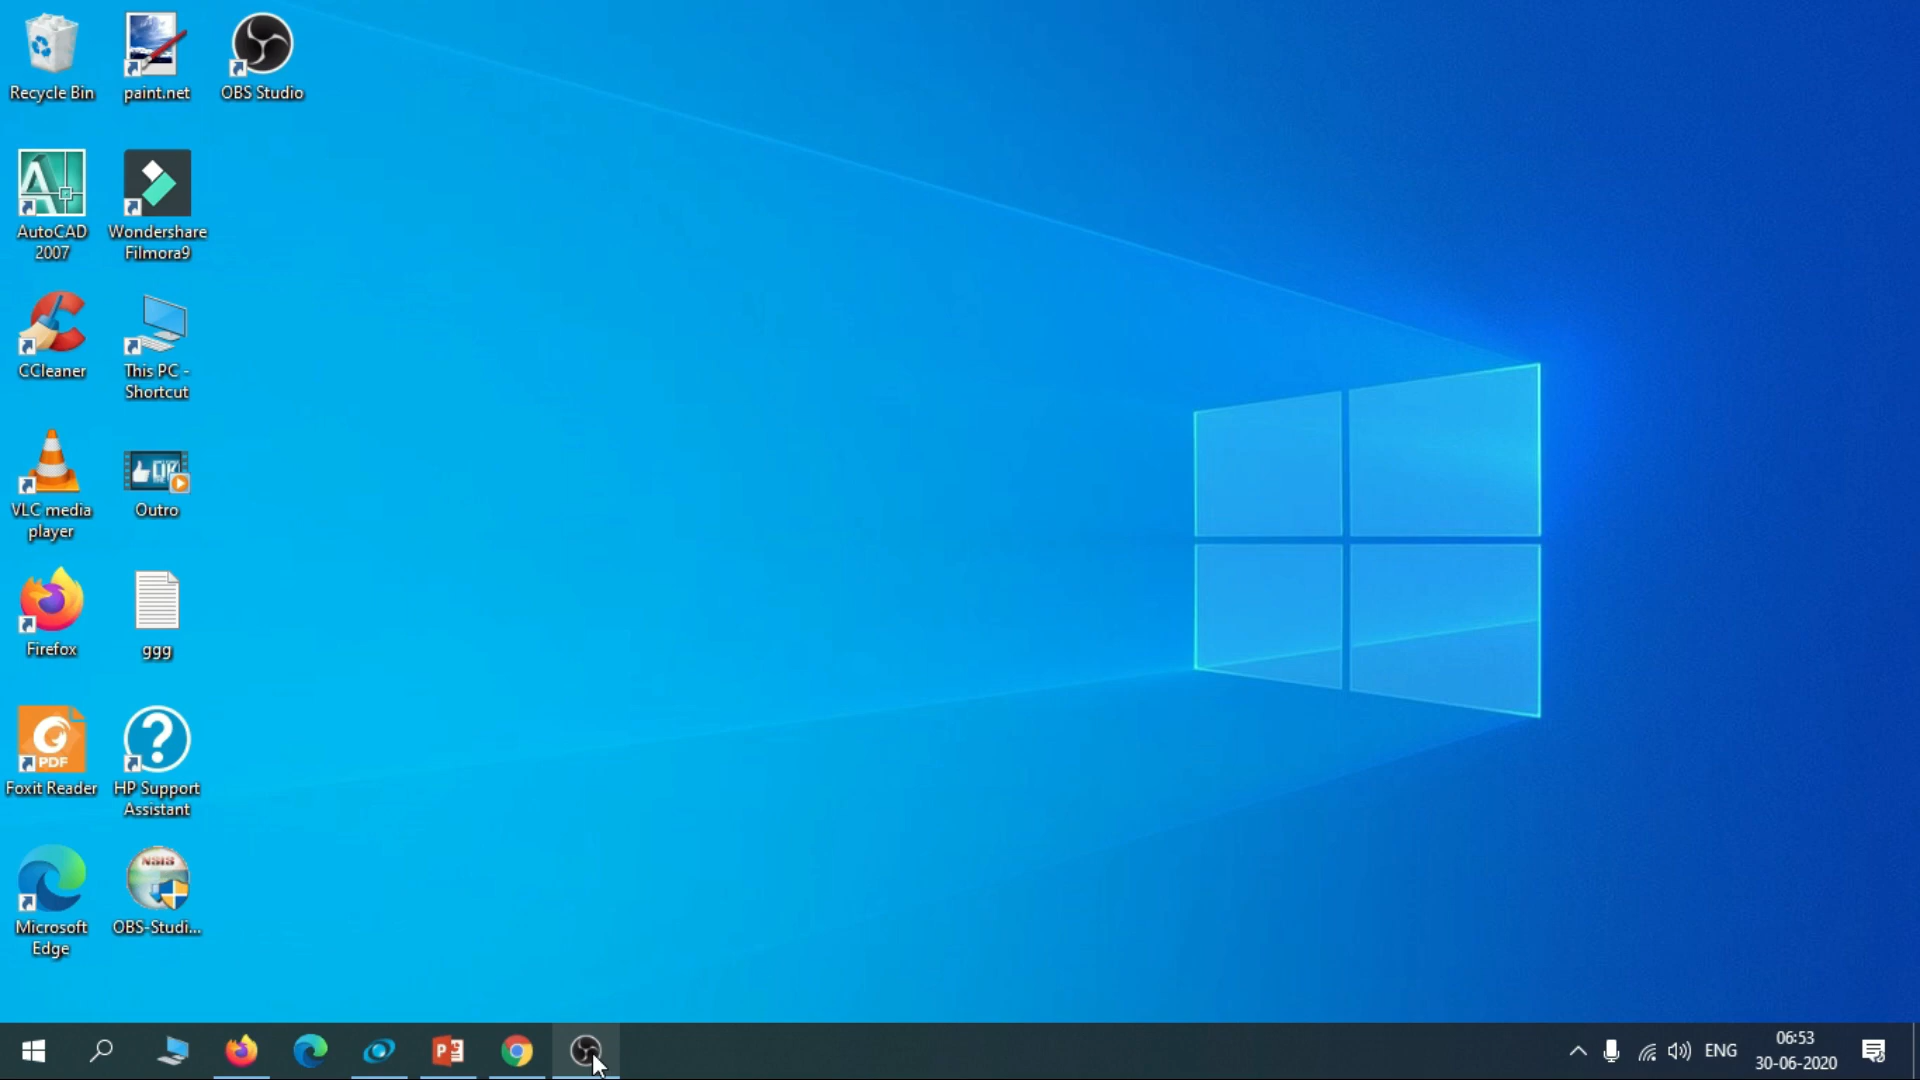 Recycle Bin
paint.net
OBS Studio
AutoCAD
2007
Wondershare
Filmora9
CCleaner
This PC -
Shortcut
VLC media
player
Outro
Firefox
ggg
PDF
Foxit Reader
HP Support
Assistant
Microsoft
Edge
NSIS
OBS-Studi...
ENG
06:53
30-06-2020